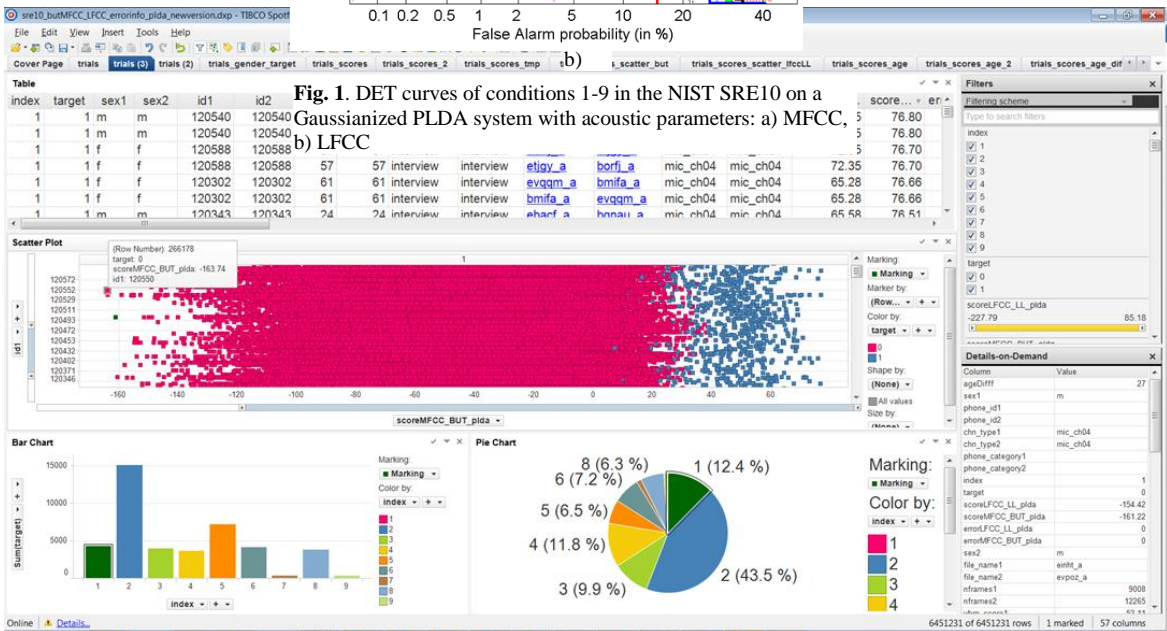 sre10_butMFCC_LFCC_errorinfo_plda_newversion.dxp - TIBCO Spotf
0.1 0.2 0.5 1 2 5 10 20 40
False Alarm probability (in %)
b)
File Edit View Insert Tools Help
Cover Page trials trials (3) trials (2) trials_gender_target trials_scores trials_scores_2 trials_scores_tmp scatter_but trials_scores_scatter_lfccLL trials_scores_age trials_scores_age_2 trials_scores_age_dif
Fig. 1. DET curves of conditions 1-9 in the NIST SRE10 on a
Gaussianized PLDA system with acoustic parameters: a) MFCC,
b) LFCC
Table
index target sex1 sex2 id1 id2 score...
1 1 m m 120540 120540 76.80
1 1 m m 120540 120540 76.80
1 1 f f 120588 120588 76.70
1 1 f f 120588 120588 57 57 interview interview etjgy_a borfj_a mic_ch04 mic_ch04 72.35 76.70
1 1 f f 120302 120302 61 61 interview interview evqqm_a bmifa_a mic_ch04 mic_ch04 65.28 76.66
1 1 f f 120302 120302 61 61 interview interview bmifa_a evqqm_a mic_ch04 mic_ch04 65.28 76.66
1 1 m m 120343 120343 24 24 interview interview ebacf_a bqnau_a mic_ch04 mic_ch04 65.58 76.51
Scatter Plot
(Row Number): 266178
target: 0
scoreMFCC_BUT_plda: -163.74
id1: 120550
1
id1
120572
120552
120529
120511
120493
120472
120453
120432
120402
120371
120346
-160 -140 -120 -100 -80 -60 -40 -20 0 20 40 60
scoreMFCC_BUT_plda
Marking:
Marking
Marker by:
(Row...
Color by:
target
0
1
Shape by:
(None)
All values
Size by:
(None)
Bar Chart
Sum(target)
15000
10000
5000
0
1 2 3 4 5 6 7 8 9
index
Marking:
Marking
Color by:
index
1
2
3
4
5
6
7
8
9
Pie Chart
8 (6.3 %)
6 (7.2 %)
5 (6.5 %)
4 (11.8 %)
3 (9.9 %)
1 (12.4 %)
2 (43.5 %)
Marking:
Marking
Color by:
index
1
2
3
4
Filters
Filtering scheme
Type to search filters
index
1
2
3
4
5
6
7
8
9
target
0
1
scoreLFCC_LL_plda
-227.79 85.18
Details-on-Demand
Column Value
ageDifff 27
sex1 m
phone_id1
phone_id2
chn_type1 mic_ch04
chn_type2 mic_ch04
phone_category1
phone_category2
index 1
target 0
scoreLFCC_LL_plda -154.42
scoreMFCC_BUT_plda -161.22
errorLFCC_LL_plda 0
errorMFCC_BUT_plda 0
sex2 m
file_name1 einht_a
file_name2 evpoz_a
nframes1 9008
nframes2 12265
Online Details...
6451231 of 6451231 rows 1 marked 57 columns